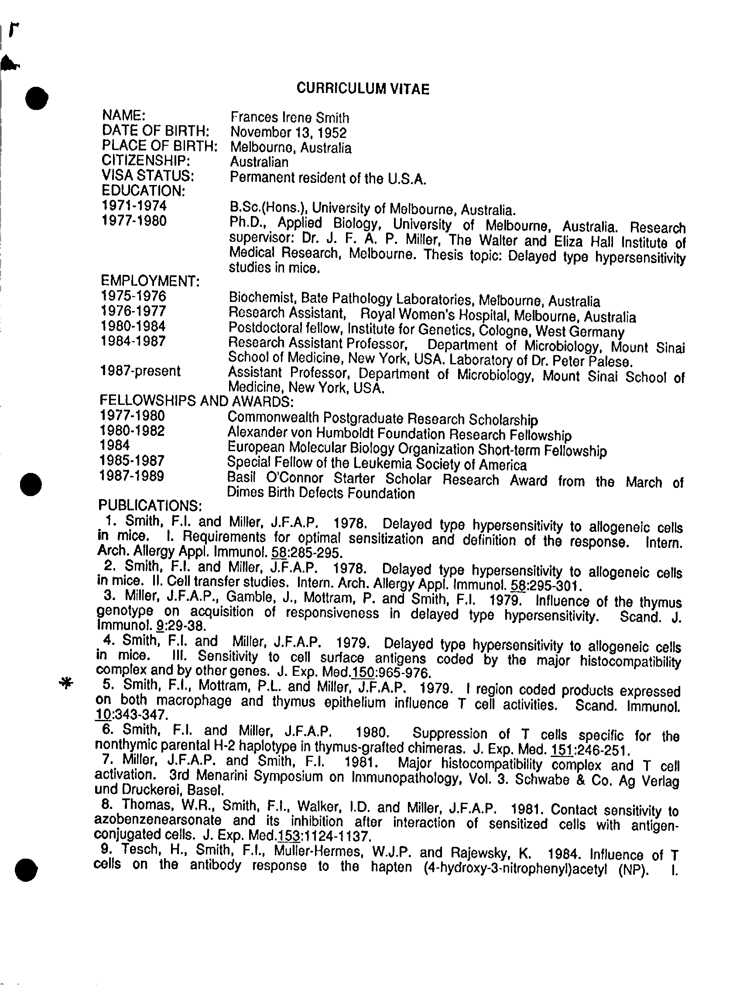 CURRICULUM VITAE
NAME: Frances Irene Smith
DATE OF BIRTH: November 13, 1952
PLACE OF BIRTH: Melbourne, Australia
CITIZENSHIP: Australian
VISA STATUS: Permanent resident of the U.S.A.
EDUCATION:
1971-1974 B.Sc.(Hons.), University of Melbourne, Australia.
1977-1980 Ph.D., Applied Biology, University of Melbourne, Australia. Research
supervisor: Dr. J. F. A. P. Miller, The Walter and Eliza Hall Institute of
Medical Research, Melbourne. Thesis topic: Delayed type hypersensitivity
studies in mice.
EMPLOYMENT:
1975-1976 Biochemist, Bate Pathology Laboratories, Melbourne, Australia
1976-1977 Research Assistant, Royal Women's Hospital, Melbourne, Australia
1980-1984 Postdoctoral fellow, Institute for Genetics, Cologne, West Germany
1984-1987 Research Assistant Professor, Department of Microbiology, Mount Sinai
School of Medicine, New York, USA. Laboratory of Dr. Peter Palese.
1987-present Assistant Professor, Department of Microbiology, Mount Sinai School of
Medicine, New York, USA.
FELLOWSHIPS AND AWARDS:
1977-1980 Commonwealth Postgraduate Research Scholarship
1980-1982 Alexander von Humboldt Foundation Research Fellowship
1984 European Molecular Biology Organization Short-term Fellowship
1985-1987 Special Fellow of the Leukemia Society of America
1987-1989 Basil O'Connor Starter Scholar Research Award from the March of
Dimes Birth Defects Foundation
PUBLICATIONS:
1. Smith, F.I. and Miller, J.F.A.P. 1978. Delayed type hypersensitivity to allogeneic cells
in mice. I. Requirements for optimal sensitization and definition of the response. Intern.
Arch. Allergy Appl. Immunol. 58:285-295.
2. Smith, F.I. and Miller, J.F.A.P. 1978. Delayed type hypersensitivity to allogeneic cells
in mice. II. Cell transfer studies. Intern. Arch. Allergy Appl. Immunol. 58:295-301.
3. Miller, J.F.A.P., Gamble, J., Mottram, P. and Smith, F.I. 1979. Influence of the thymus
genotype on acquisition of responsiveness in delayed type hypersensitivity. Scand. J.
Immunol. 9:29-38.
4. Smith, F.I. and Miller, J.F.A.P. 1979. Delayed type hypersensitivity to allogeneic cells
in mice. III. Sensitivity to cell surface antigens coded by the major histocompatibility
complex and by other genes. J. Exp. Med.150:965-976.
* 5. Smith, F.I., Mottram, P.L. and Miller, J.F.A.P. 1979. I region coded products expressed
on both macrophage and thymus epithelium influence T cell activities. Scand. Immunol.
10:343-347.
6. Smith, F.I. and Miller, J.F.A.P. 1980. Suppression of T cells specific for the
nonthymic parental H-2 haplotype in thymus-grafted chimeras. J. Exp. Med. 151:246-251.
7. Miller, J.F.A.P. and Smith, F.I. 1981. Major histocompatibility complex and T cell
activation. 3rd Menarini Symposium on Immunopathology, Vol. 3. Schwabe & Co. Ag Verlag
und Druckerei, Basel.
8. Thomas, W.R., Smith, F.I., Walker, I.D. and Miller, J.F.A.P. 1981. Contact sensitivity to
azobenzenearsonate and its inhibition after interaction of sensitized cells with antigen-
conjugated cells. J. Exp. Med.153:1124-1137.
9. Tesch, H., Smith, F.I., Muller-Hermes, W.J.P. and Rajewsky, K. 1984. Influence of T
cells on the antibody response to the hapten (4-hydroxy-3-nitrophenyl)acetyl (NP). I.